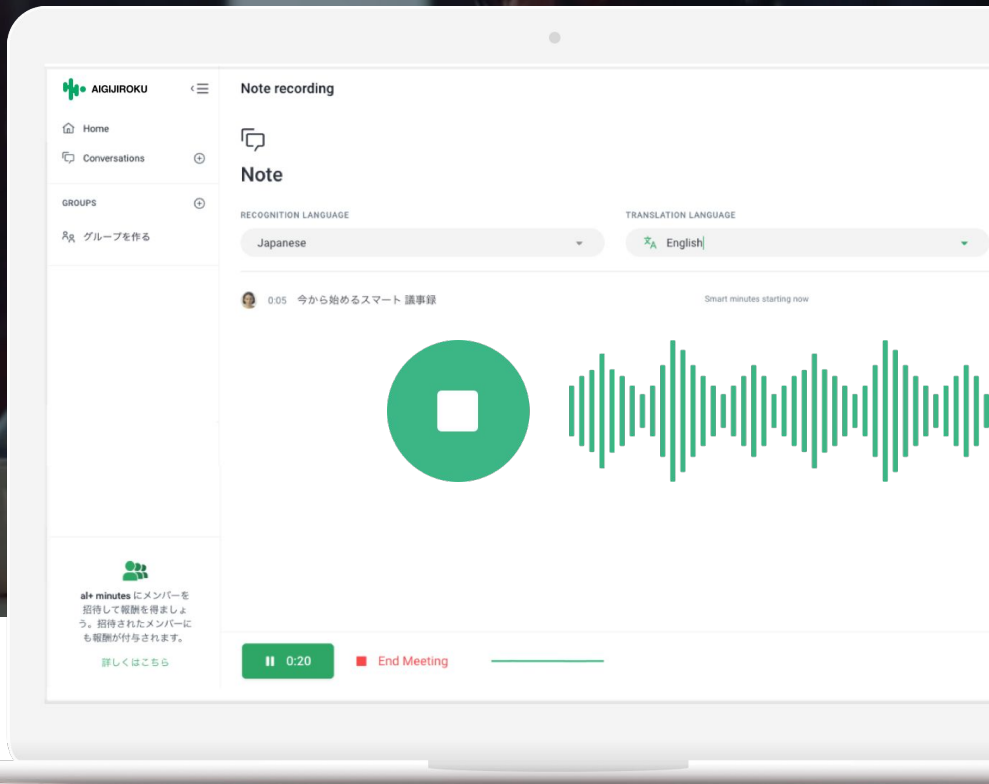 AIGIJIROKU
Home
Conversations
GROUPS
グループを作る
al+ minutes にメンバーを
招待して報酬を得ましょ
う。招待されたメンバーに
も報酬が付与されます。
詳しくはこちら
Note recording
Note
RECOGNITION LANGUAGE
Japanese
TRANSLATION LANGUAGE
English
0:05 今から始めるスマート 議事録
Smart minutes starting now
0:20
End Meeting